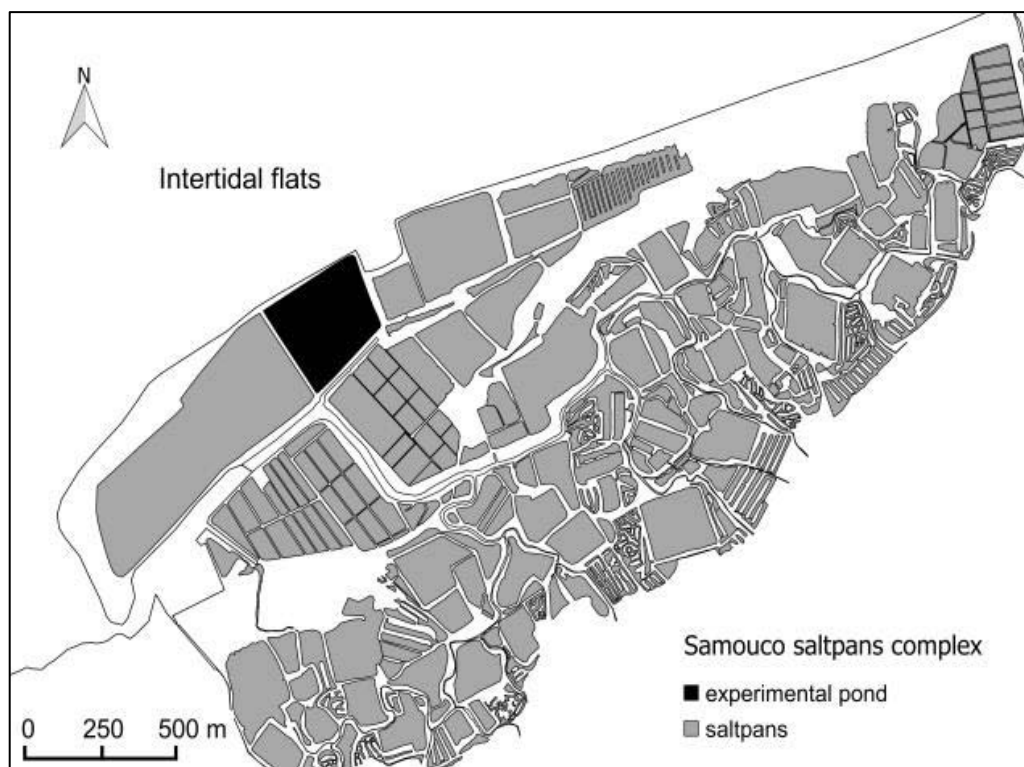 N
Intertidal flats
Samouco saltpans complex
experimental pond
saltpans
0 250 500 m